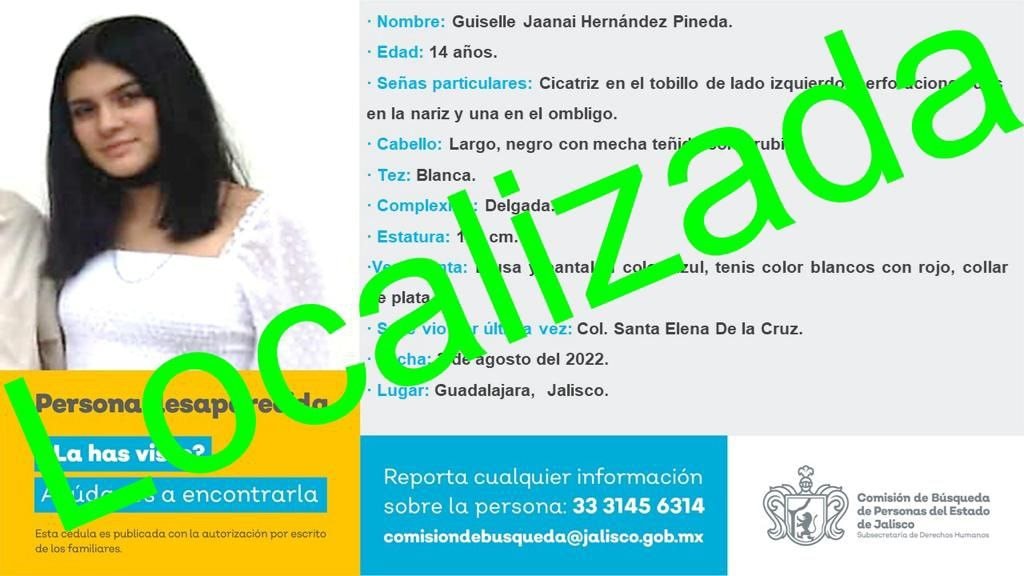 · Nombre: Guiselle Jaanai Hernández Pineda.
· Edad: 14 años.
· Señas particulares: Cicatriz en el tobillo de lado izquierdo,
en la nariz y una en el ombligo.
· Cabello: Largo, negro con mecha
· Tez: Blanca.
· Delgada.
· Estatura: cm.
azul, tenis color blancos con rojo, collar
plata
vez: Col. Santa Elena De la Cruz.
de agosto del 2022.
· Lugar: Guadalajara, Jalisco.
Localizada
Persona desaparecida
¿La has visto?
a encontrarla
Esta cédula es publicada con la autorización por escrito
de los familiares.
Reporta cualquier información
sobre la persona: 33 3145 6314
comisiondebusqueda@jalisco.gob.mx
Comisión de Búsqueda
de Personas del Estado
de Jalisco
Subsecretaría de Derechos Humanos